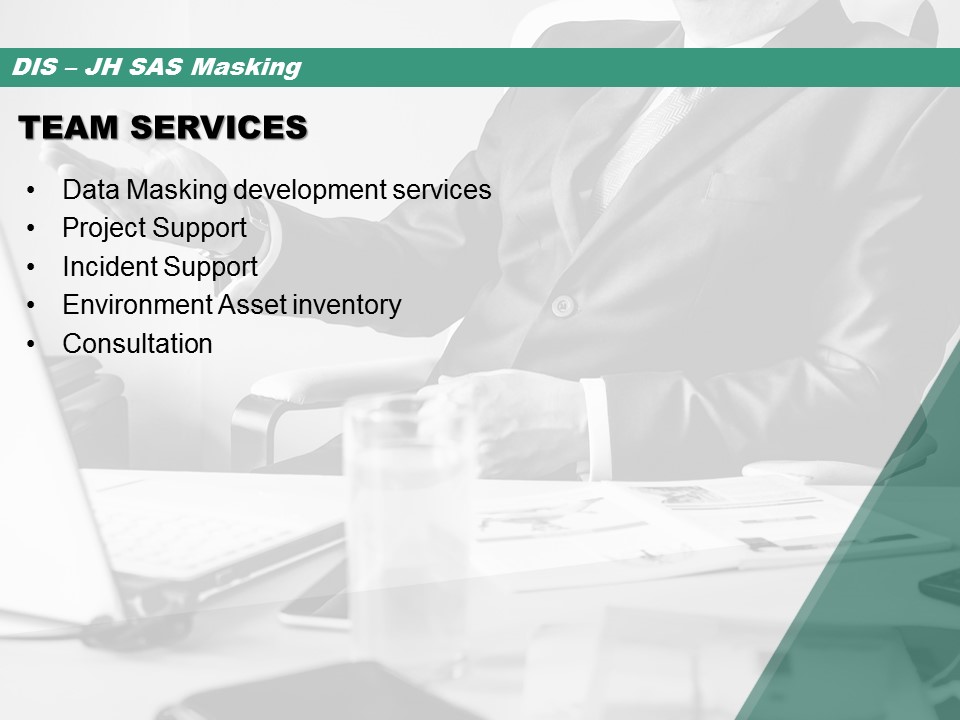 DIS – JH SAS Masking
TEAM SERVICES
• Data Masking development services
• Project Support
• Incident Support
• Environment Asset inventory
• Consultation